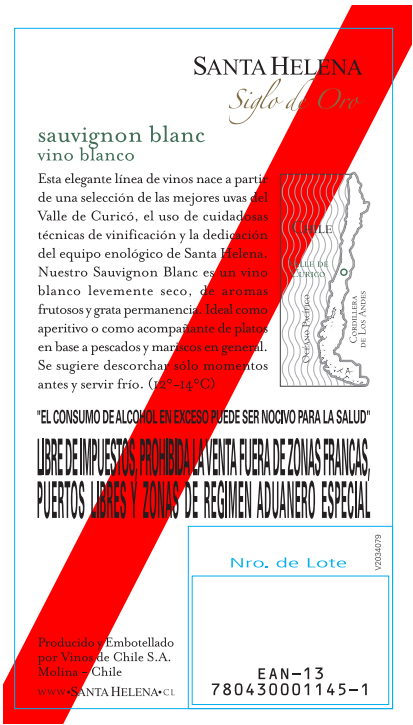 SANTA HELENA
Siglo de Oro
sauvignon blanc
vino blanco
Esta elegante línea de vinos nace a partir
de una selección de las mejores uvas del
Valle de Curicó, el uso de cuidadosas
técnicas de vinificación y la dedicación
del equipo enológico de Santa Helena.
Nuestro Sauvignon Blanc es un vino
blanco levemente seco, de aromas
frutosos y grata permanencia. Ideal como
aperitivo o como acompañante de platos
en base a pescados y mariscos en general.
Se sugiere descorchar sólo momentos
antes y servir frío. (12°-14°C)
CHILE
VALLE DE
CURICÓ
OCÉANO PACÍFICO
CORDILLERA
DE LOS ANDES
"EL CONSUMO DE ALCOHOL EN EXCESO PUEDE SER NOCIVO PARA LA SALUD"
LIBRE DE IMPUESTOS, PROHIBIDA LA VENTA FUERA DE ZONAS FRANCAS,
PUERTOS LIBRES Y ZONAS DE REGIMEN ADUANERO ESPECIAL
Nro. de Lote
V2034079
Producido y Embotellado
por Vinos de Chile S.A.
Molina – Chile
WWW•SANTA HELENA•CL
EAN-13
780430001145-1